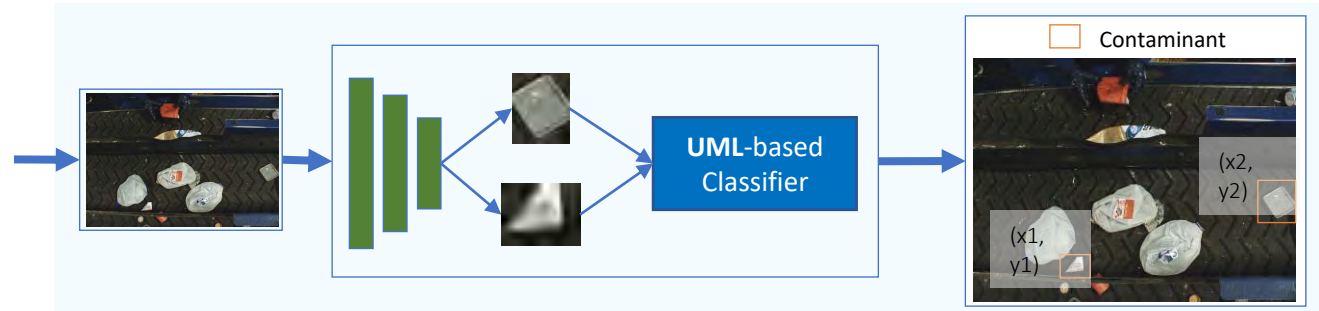 Contaminant
UML-based
Classifier
(x2,
y2)
(x1,
y1)